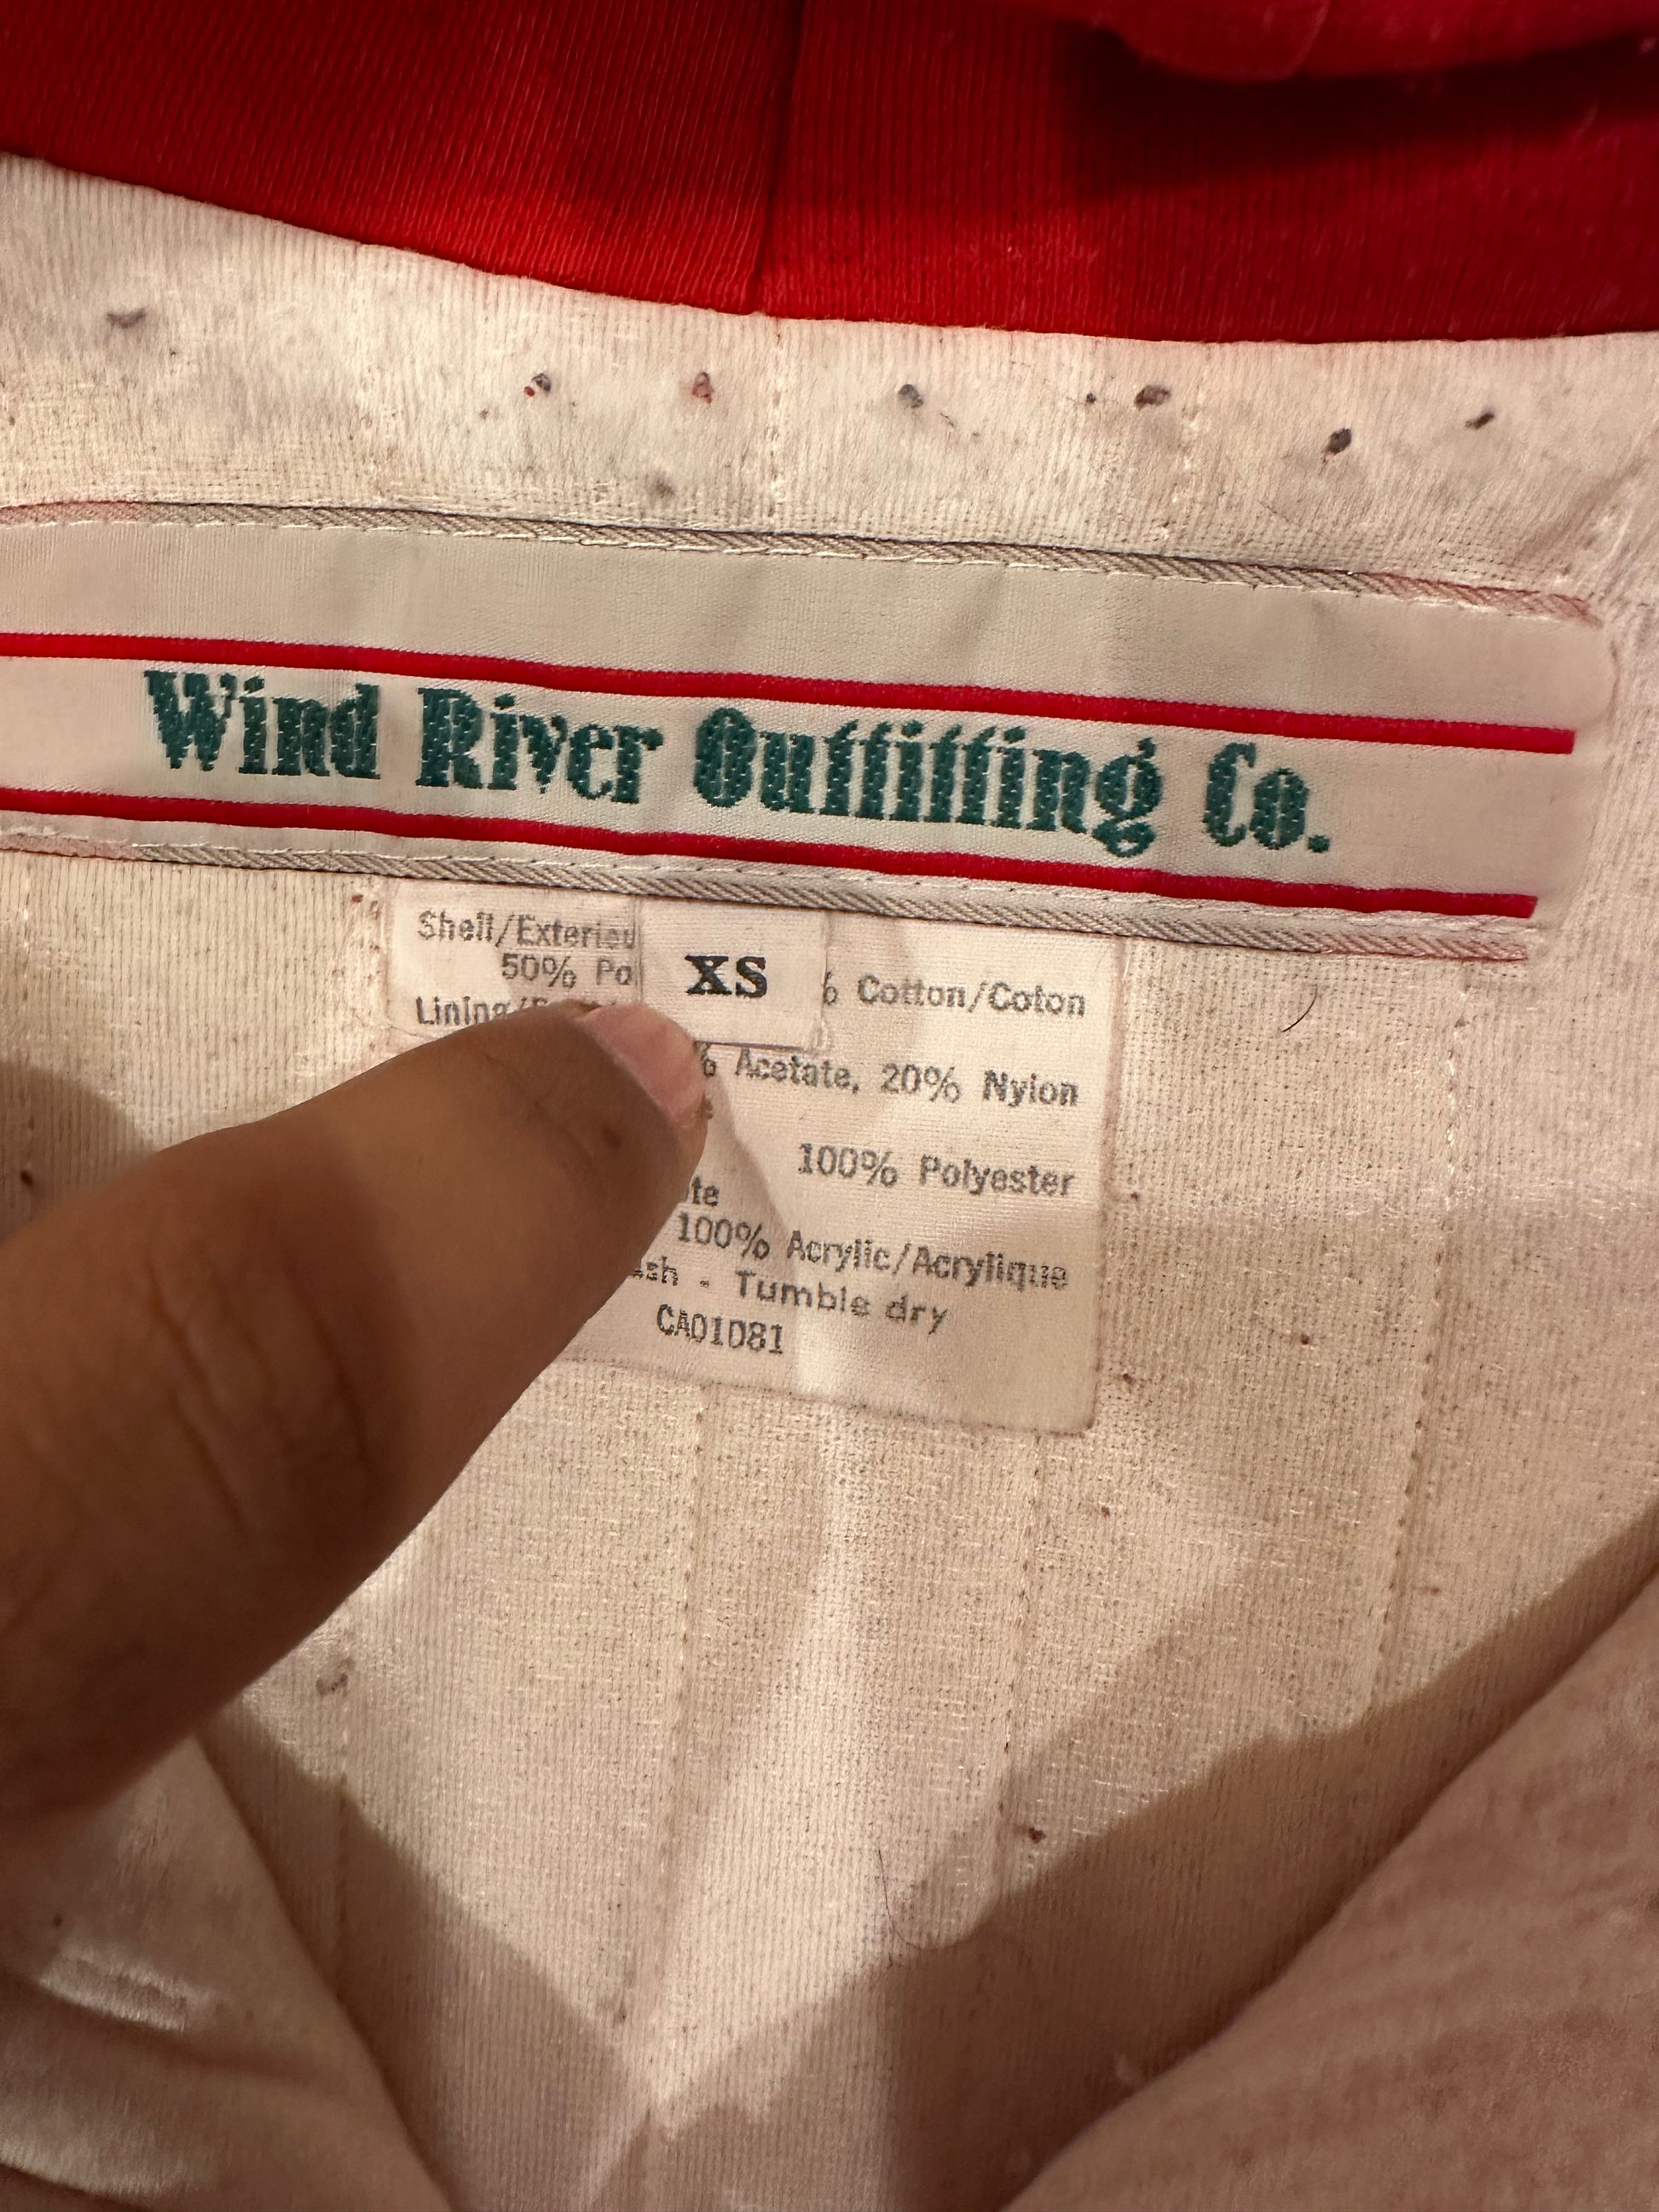 Wind River Outfitting Co.
XS
Shell/Exterieu
50% Po % Cotton/Coton
Lining/
% Acetate, 20% Nylon
100% Polyester
100% Acrylic/Acrylique
- Tumble dry
CA01081